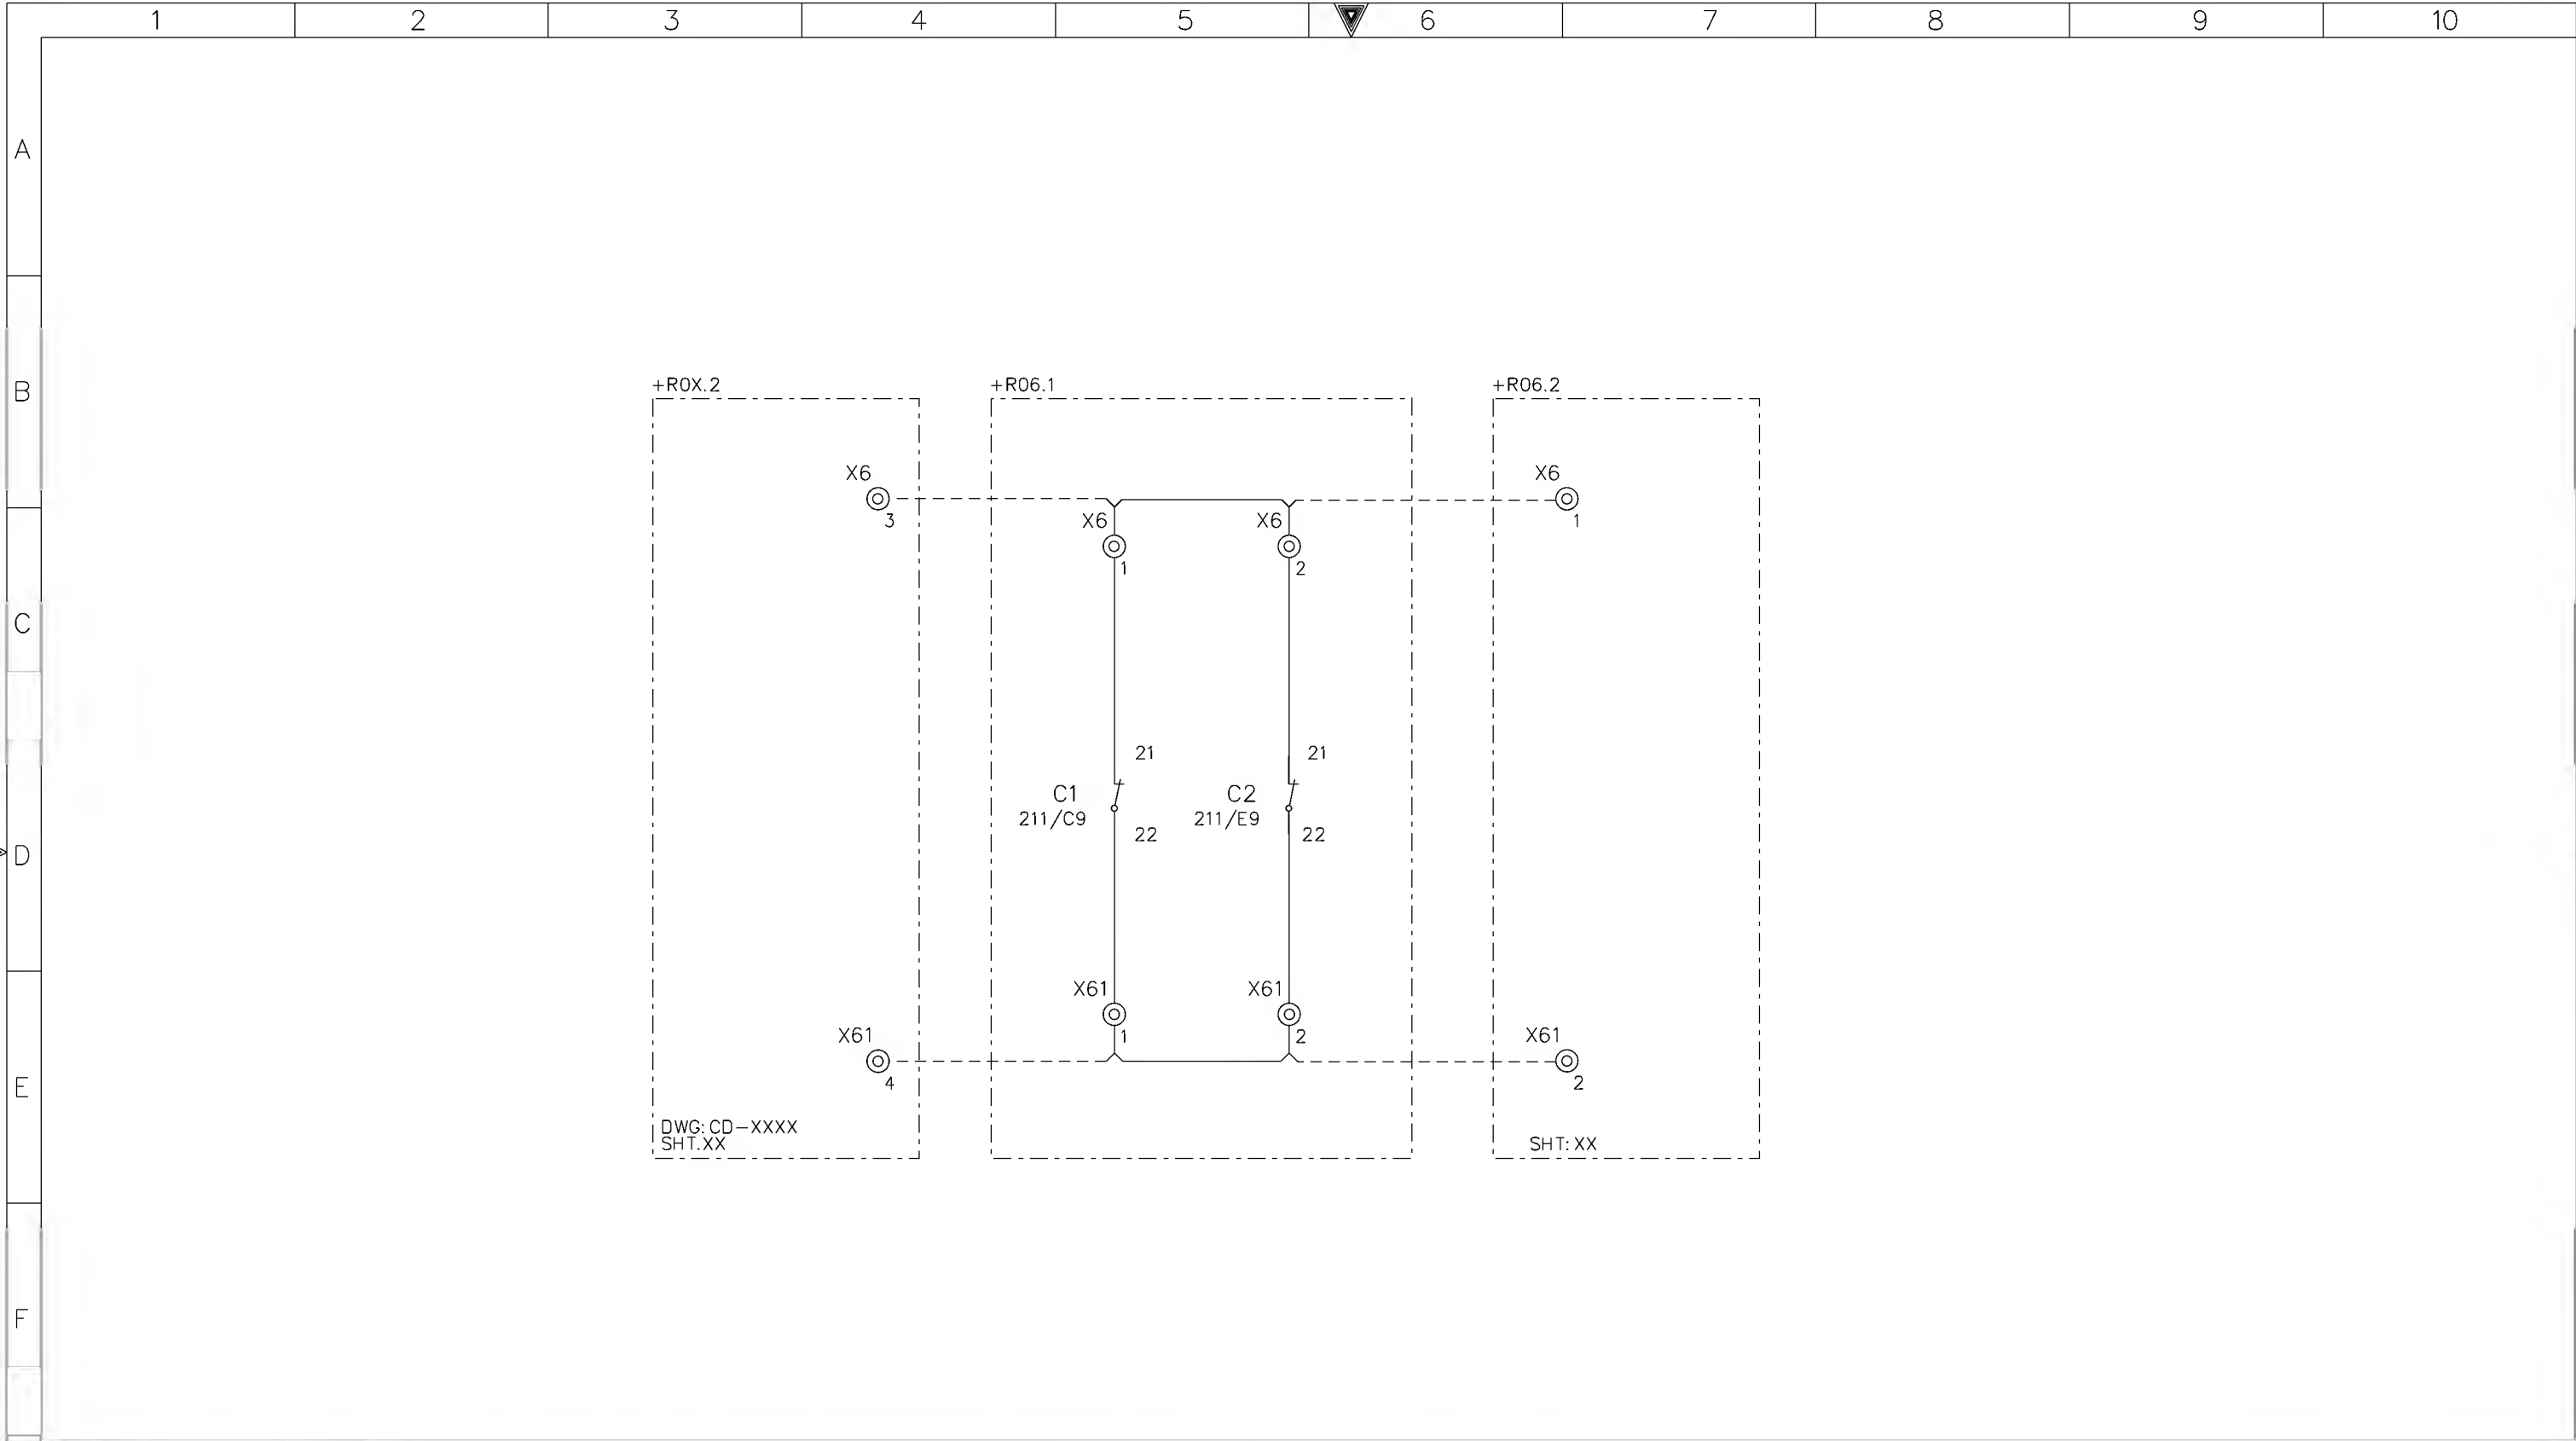 1 2 3 4 5 6 7 8 9 10
A
B
+R0X.2 +R06.1 +R06.2
X6 X6
3 1
X6 X6
1 2
C
21 21
C1 C2
211/C9 211/E9
22 22
D
X61 X61
1 2
X61 X61
4 2
E
DWG:CD-XXXX
SHT.XX SHT:XX
F